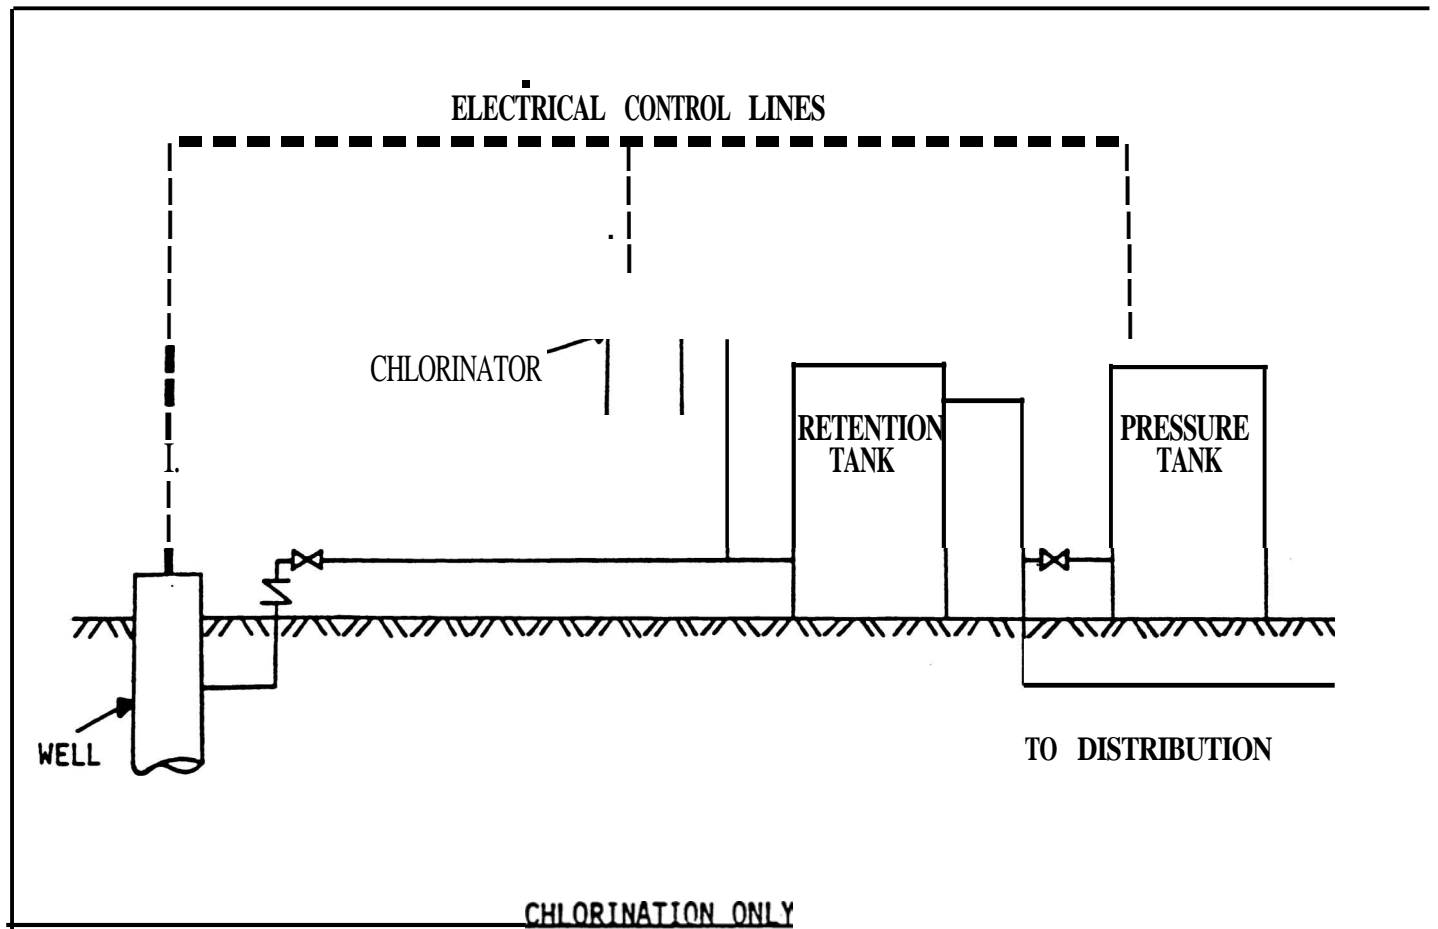 ELECTRICAL CONTROL LINES
CHLORINATOR
RETENTION
TANK
PRESSURE
TANK
I.
WELL
TO DISTRIBUTION
CHLORINATION ONLY